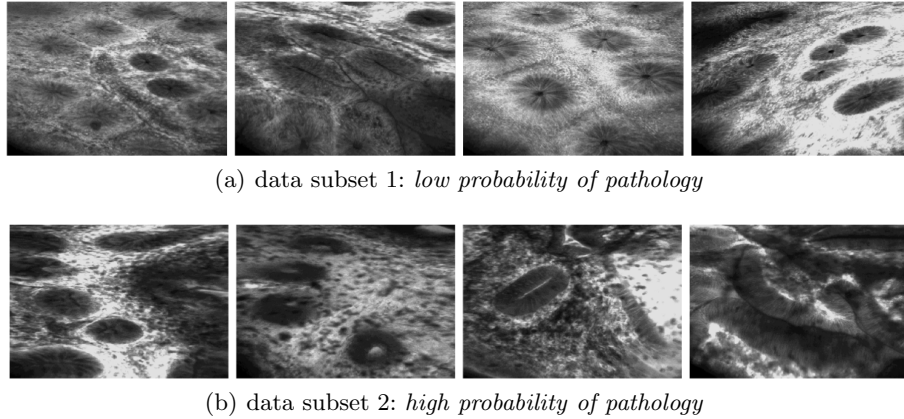 (a) data subset 1: low probability of pathology
(b) data subset 2: high probability of pathology